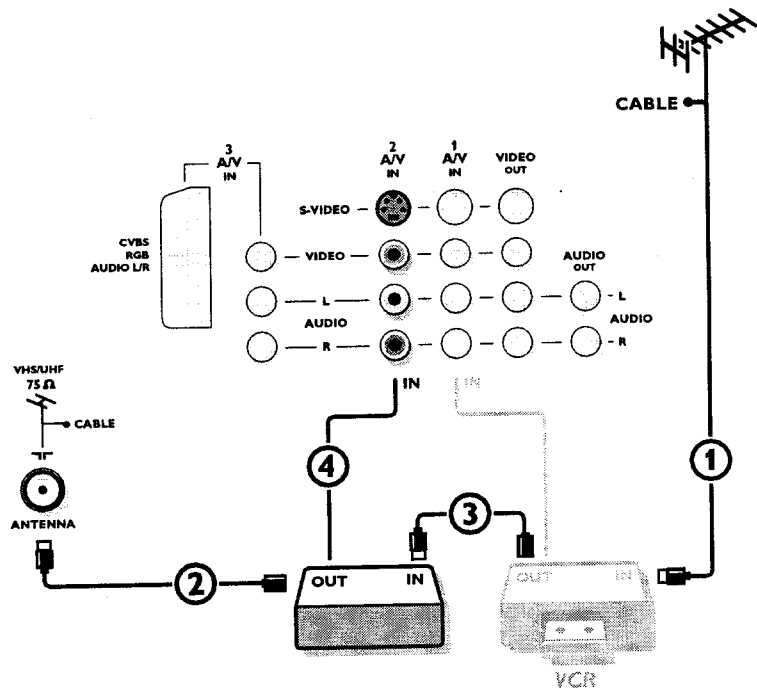 CABLE
3
A/V
IN
2
A/V
IN
1
A/V
IN
VIDEO
OUT
S-VIDEO
CVBS
RGB
AUDIO L/R
VIDEO
AUDIO
OUT
L
L
AUDIO
AUDIO
R
R
IN
IN
VHS/UHF
75 Ω
CABLE
ANTENNA
4
1
3
2
OUT IN
OUT IN
VCR